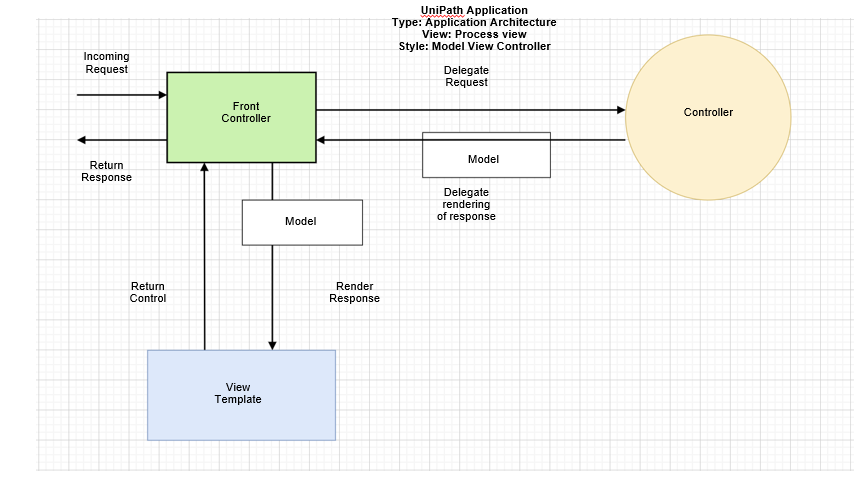 UniPath Application
Type: Application Architecture
View: Process view
Style: Model View Controller
Incoming
Request
Delegate
Request
Front
Controller
Controller
Return
Response
Model
Delegate
rendering
of response
Model
Return
Control
Render
Response
View
Template